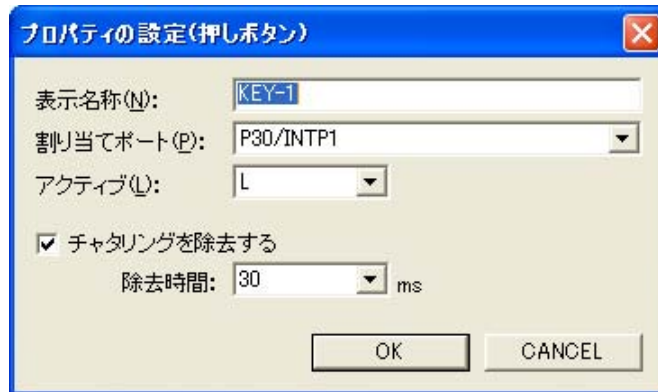 プロパティの設定(押しボタン)
表示名称(N): KEY-1
割り当てポート(P): P30/INTP1
アクティブ(L): L
チャタリングを除去する
除去時間: 30 ms
OK CANCEL